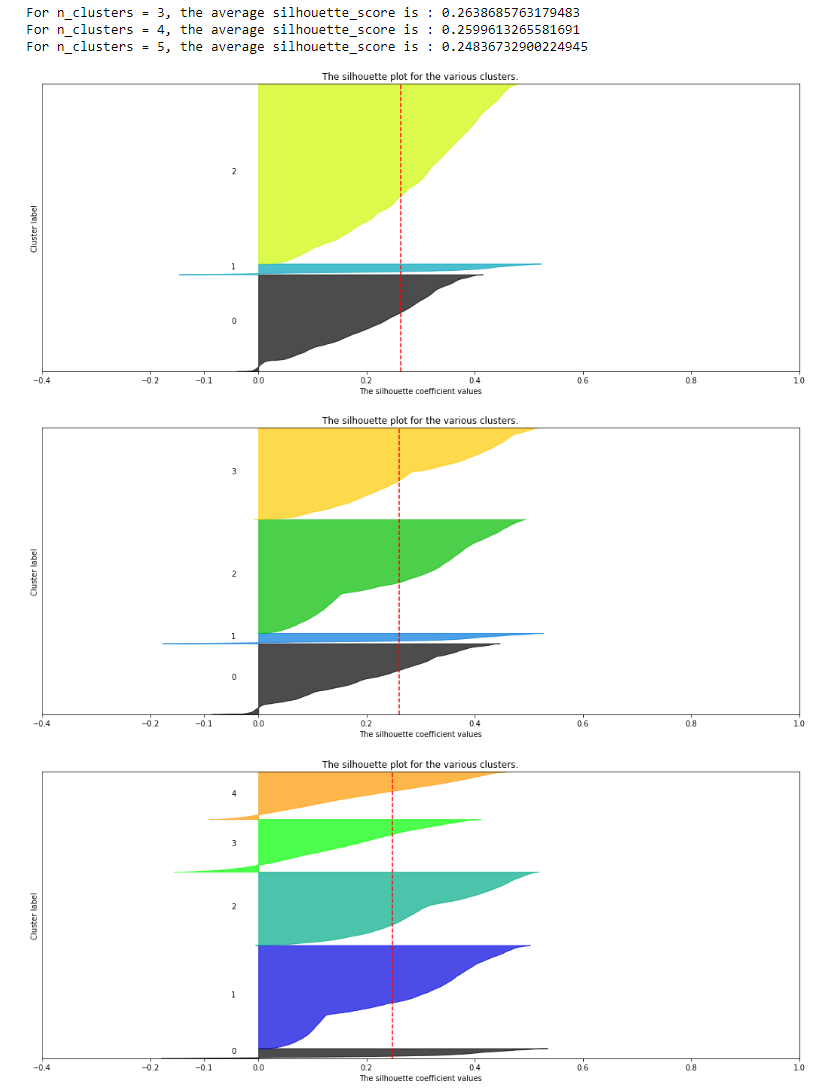 For n_clusters = 3, the average silhouette_score is : 0.2638685763179483
For n_clusters = 4, the average silhouette_score is : 0.2599613265581691
For n_clusters = 5, the average silhouette_score is : 0.24836732900224945
The silhouette plot for the various clusters.
Cluster label
2
1
0
−0.4 −0.2 −0.1 0.0 0.2 0.4 0.6 0.8 1.0
The silhouette coefficient values
The silhouette plot for the various clusters.
Cluster label
3
2
1
0
−0.4 −0.2 −0.1 0.0 0.2 0.4 0.6 0.8 1.0
The silhouette coefficient values
The silhouette plot for the various clusters.
Cluster label
4
3
2
1
0
−0.4 −0.2 −0.1 0.0 0.2 0.4 0.6 0.8 1.0
The silhouette coefficient values